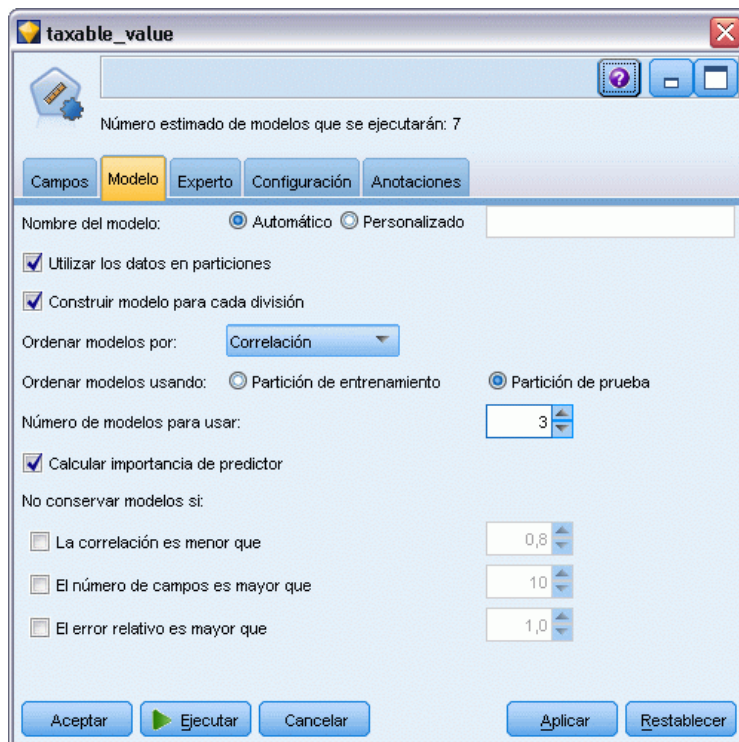 taxable_value
Número estimado de modelos que se ejecutarán: 7
Campos Modelo Experto Configuración Anotaciones
Nombre del modelo: Automático Personalizado
Utilizar los datos en particiones
Construir modelo para cada división
Ordenar modelos por: Correlación
Ordenar modelos usando: Partición de entrenamiento Partición de prueba
Número de modelos para usar: 3
Calcular importancia de predictor
No conservar modelos si:
La correlación es menor que 0,8
El número de campos es mayor que 10
El error relativo es mayor que 1,0
Aceptar Ejecutar Cancelar Aplicar Restablecer